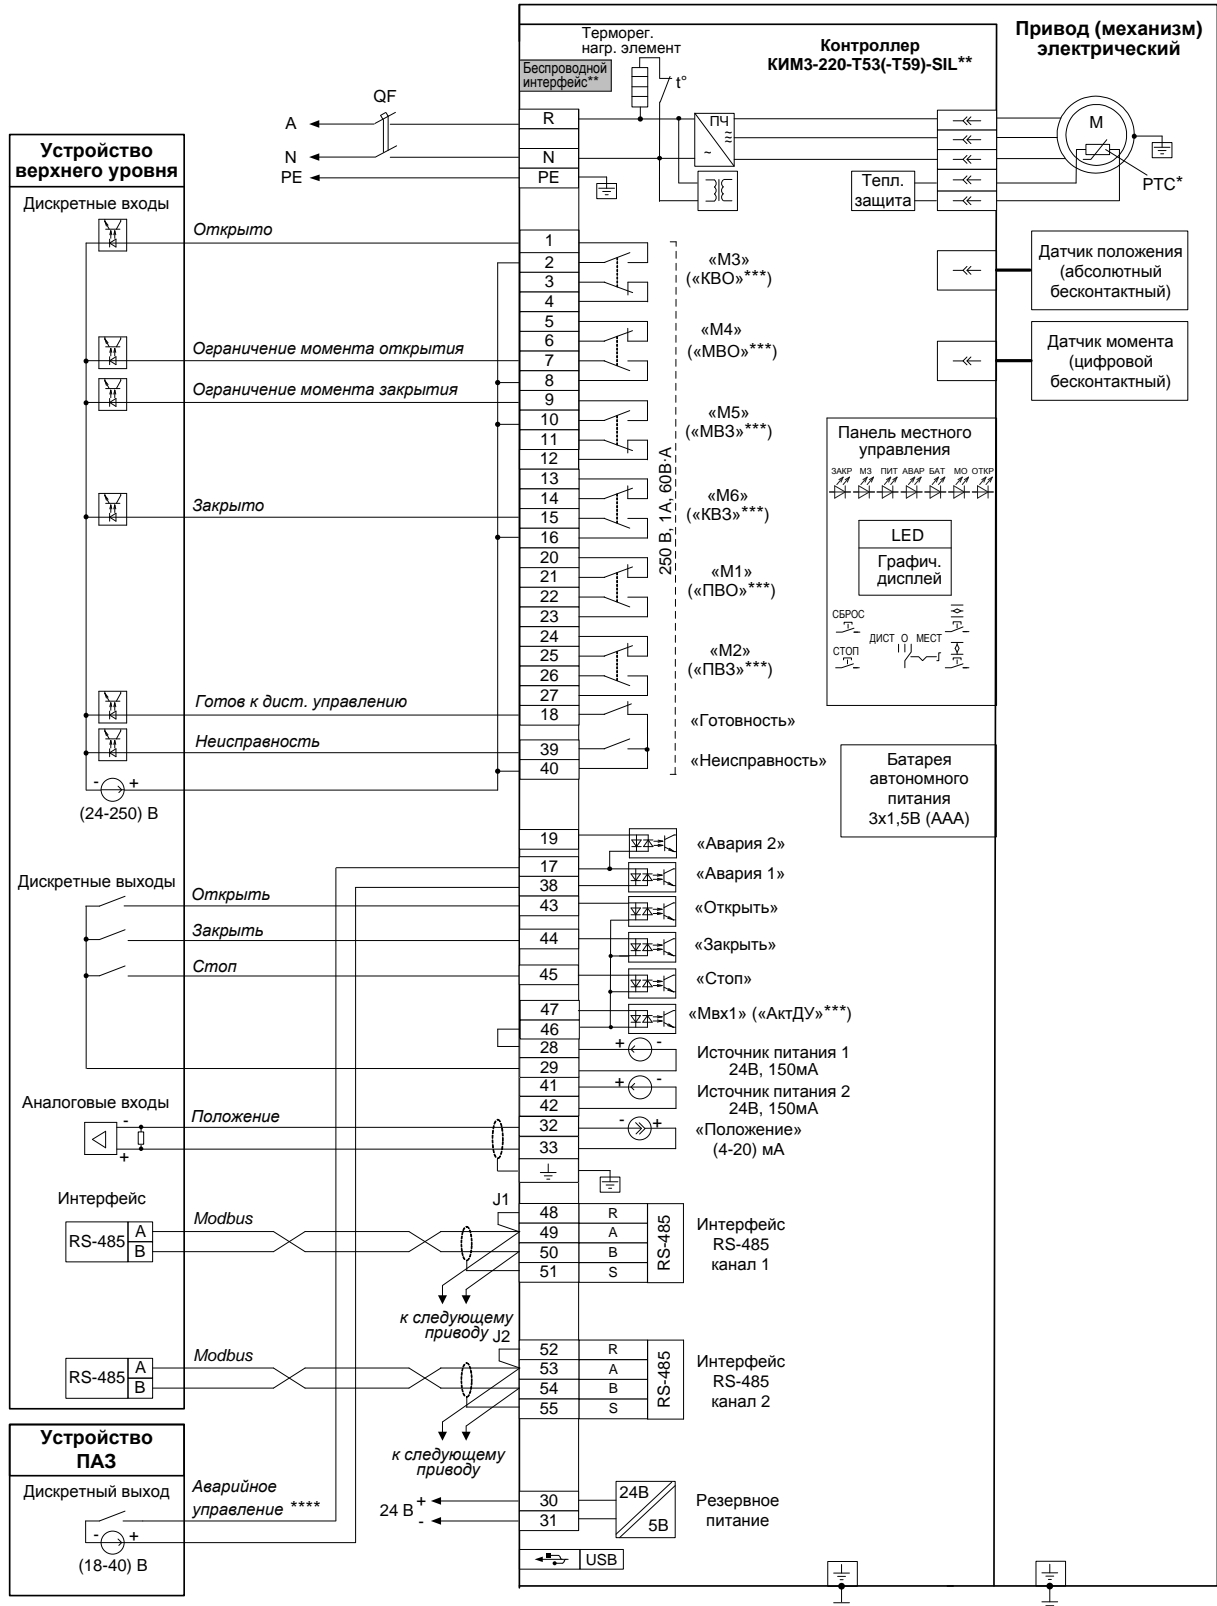 Привод (механизм)
электрический
Контроллер
КИМ3-220-Т53(-Т59)-SIL**
Терморег.
нагр. элемент
Беспроводной
интерфейс**
t°
QF
A
N
PE
R
N
PE
ПЧ
≈
~
M
PTC*
Тепл.
защита
Устройство
верхнего уровня
Дискретные входы
Открыто
Ограничение момента открытия
Ограничение момента закрытия
Закрыто
Готов к дист. управлению
Неисправность
- +
(24-250) В
1
2
3
4
5
6
7
8
9
10
11
12
13
14
15
16
20
21
22
23
24
25
26
27
18
39
40
«М3»
(«КВО»***)
«М4»
(«МВО»***)
«М5»
(«МВЗ»***)
«М6»
(«КВЗ»***)
«М1»
(«ПВО»***)
«М2»
(«ПВЗ»***)
«Готовность»
«Неисправность»
250 В, 1А, 60В·А
Датчик положения
(абсолютный
бесконтактный)
Датчик момента
(цифровой
бесконтактный)
Панель местного
управления
ЗАКР МЗ ПИТ АВАР БАТ МО ОТКР
LED
Графич.
дисплей
СБРОС
ДИСТ О МЕСТ
СТОП
Батарея
автономного
питания
3х1,5В (ААА)
Дискретные выходы
Открыть
Закрыть
Стоп
19
17
38
43
44
45
47
46
28
29
41
42
32
33
«Авария 2»
«Авария 1»
«Открыть»
«Закрыть»
«Стоп»
«Мвх1» («АктДУ»***)
+ -
Источник питания 1
24В, 150мА
+ -
Источник питания 2
24В, 150мА
- +
«Положение»
(4-20) мА
Аналоговые входы
Положение
-
+
Интерфейс
RS-485
A
B
Modbus
J1
48 R
49 A
50 B
51 S
RS-485
Интерфейс
RS-485
канал 1
к следующему
приводу
RS-485
A
B
Modbus
J2
52 R
53 A
54 B
55 S
RS-485
Интерфейс
RS-485
канал 2
к следующему
приводу
Устройство
ПАЗ
Дискретный выход
Аварийное
управление ****
- +
(18-40) В
24 В
+
-
30
31
24В
5В
Резервное
питание
USB